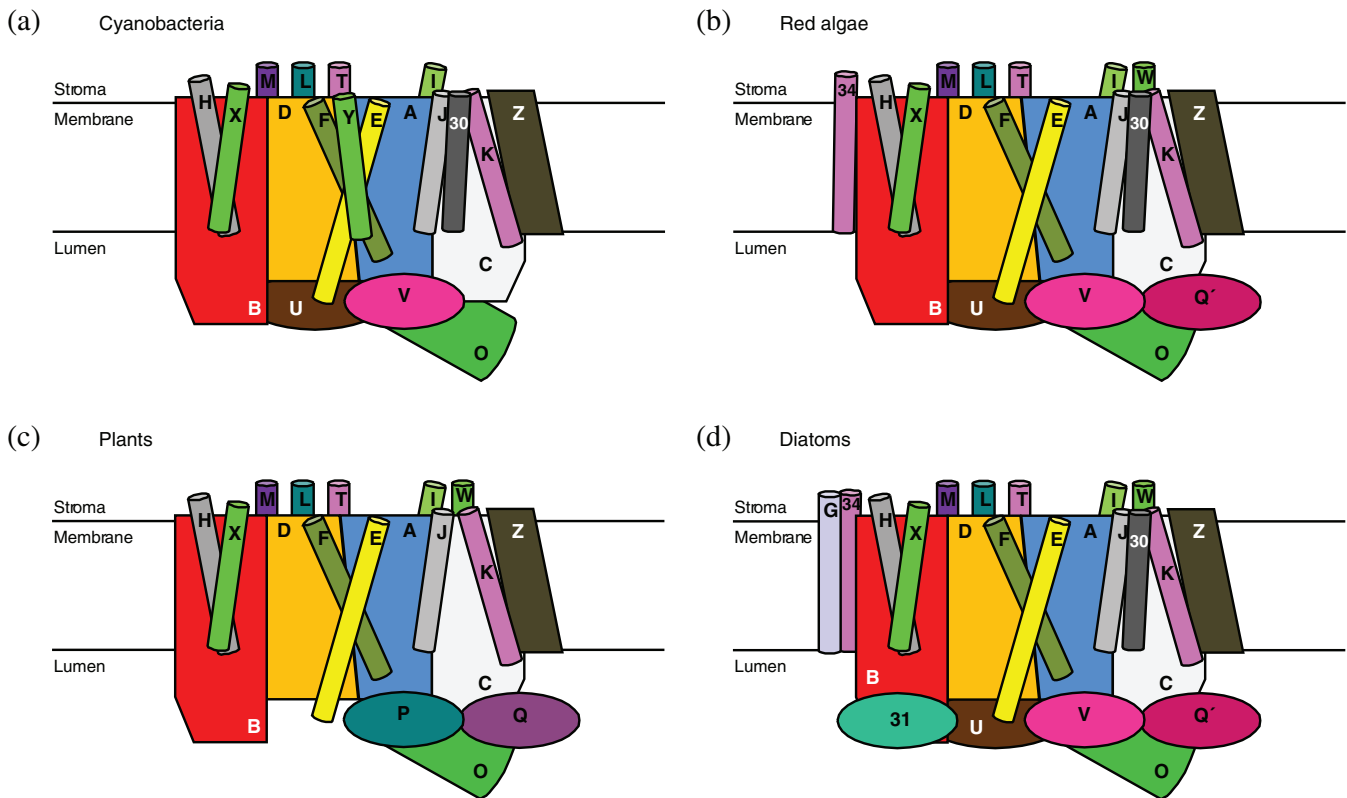 (a) Cyanobacteria
Stroma
Membrane
Lumen
H X M L T D F Y E A I J 30 K Z
C
B U V
O
(b) Red algae
Stroma
Membrane
Lumen
34 H X M L T D F E A I W J 30 K Z
C
B U V Q´
O
(c) Plants
Stroma
Membrane
Lumen
H X M L T D F E A I W J K Z
C
B P Q
O
(d) Diatoms
Stroma
Membrane
Lumen
G 34 H X M L T D F E A I W J 30 K Z
B C
31 U V Q´
O